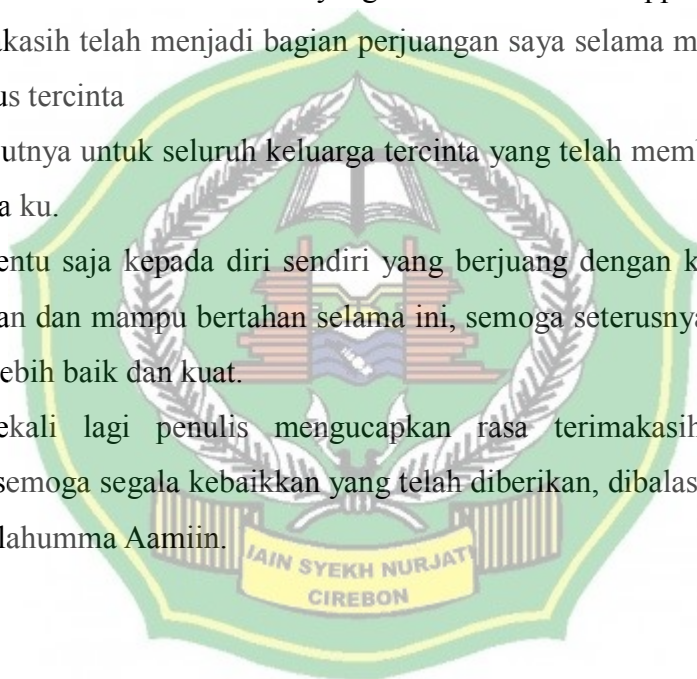 akasih telah menjadi bagian perjuangan saya selama m
us tercinta
utnya untuk seluruh keluarga tercinta yang telah mem
a ku.
entu saja kepada diri sendiri yang berjuang dengan k
an dan mampu bertahan selama ini, semoga seterusnya
ebih baik dan kuat.
ekali lagi penulis mengucapkan rasa terimakasih
semoga segala kebaikkan yang telah diberikan, dibalas
lahumma Aamiin.
IAIN SYEKH NURJATI
CIREBON